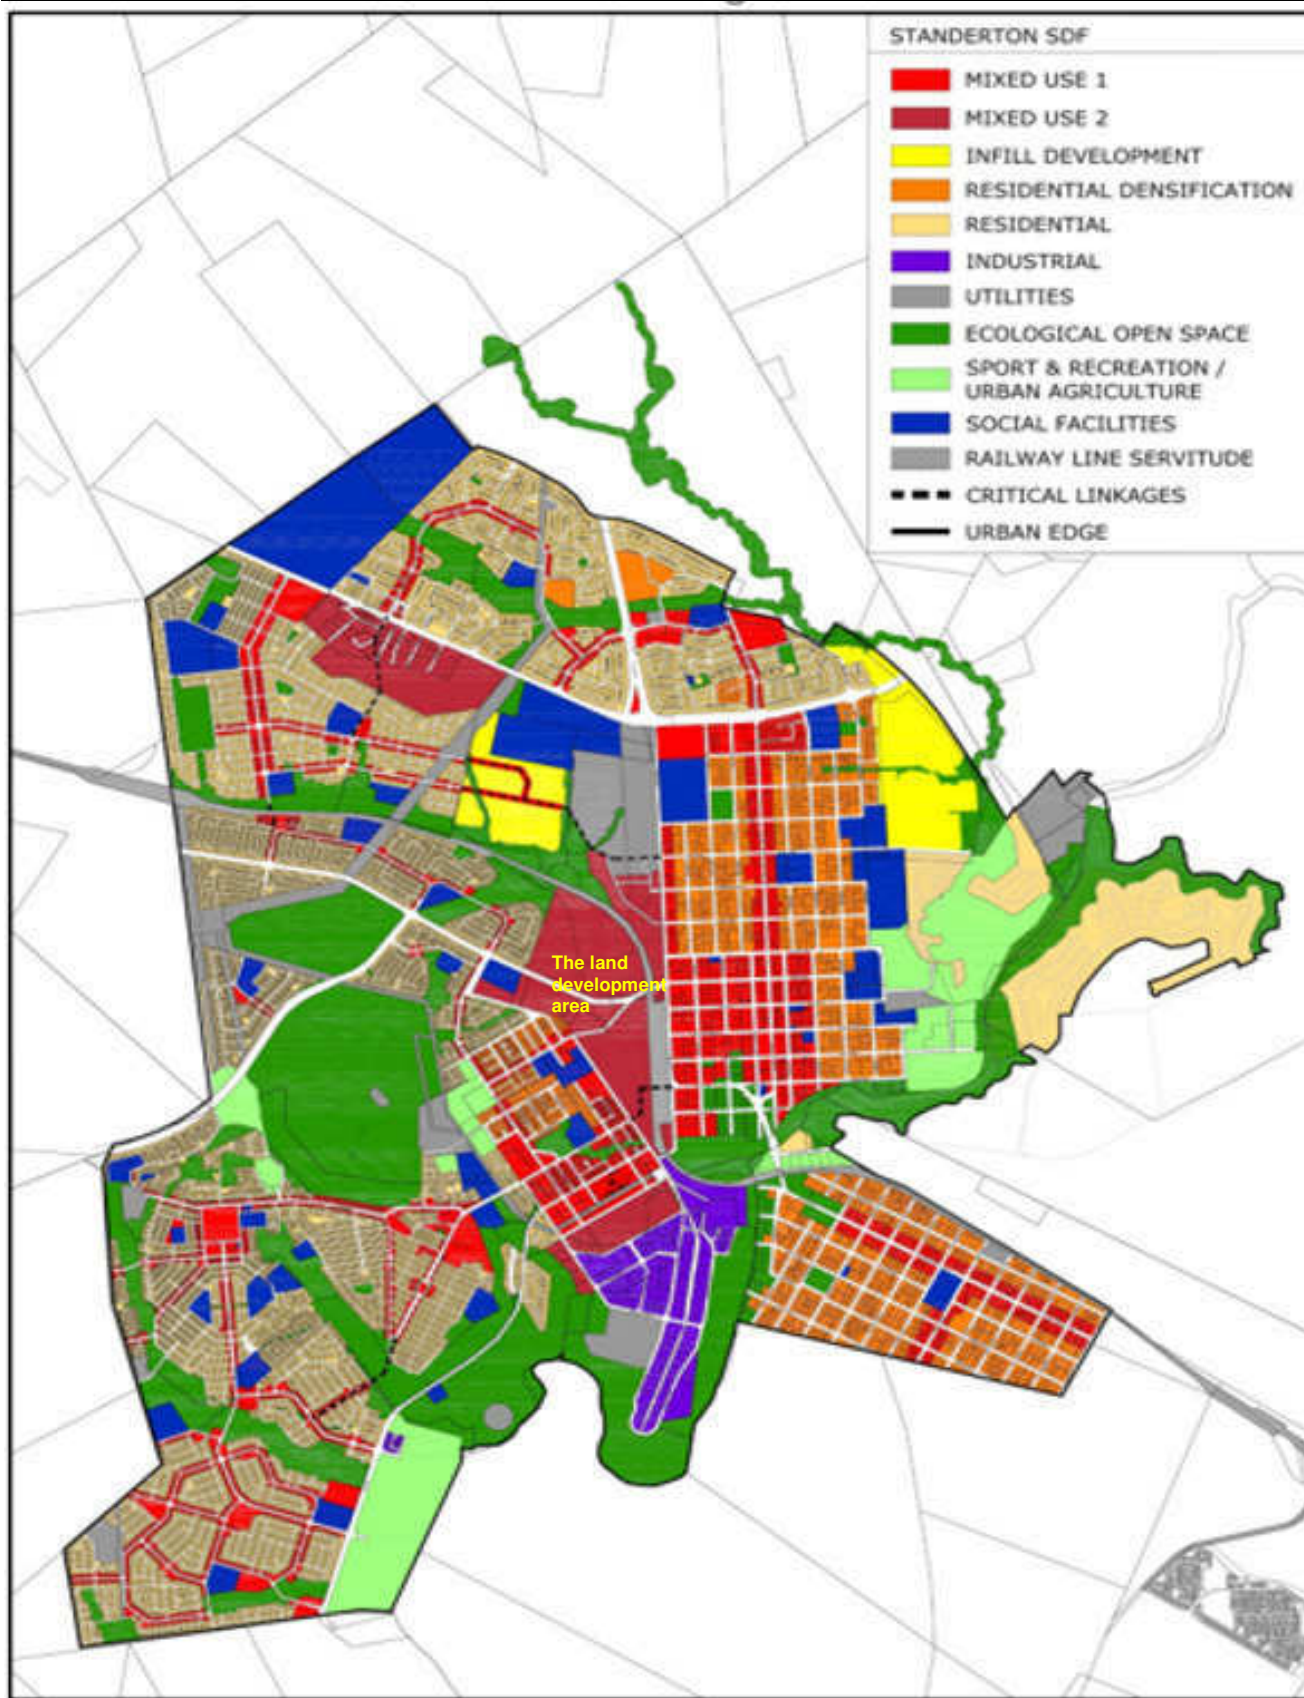 STANDERTON SDF
MIXED USE 1
MIXED USE 2
INFILL DEVELOPMENT
RESIDENTIAL DENSIFICATION
RESIDENTIAL
INDUSTRIAL
UTILITIES
ECOLOGICAL OPEN SPACE
SPORT & RECREATION /
URBAN AGRICULTURE
SOCIAL FACILITIES
RAILWAY LINE SERVITUDE
CRITICAL LINKAGES
URBAN EDGE
The land
development
area